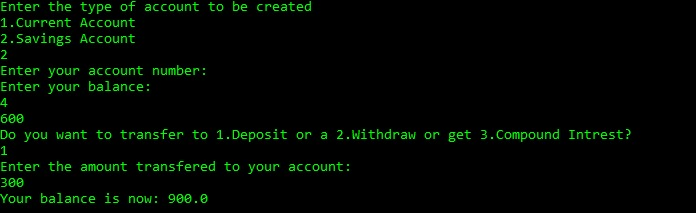 Enter the type of account to be created
1.Current Account
2.Savings Account
2
Enter your account number:
Enter your balance:
4
600
Do you want to transfer to 1.Deposit or a 2.Withdraw or get 3.Compound Intrest?
1
Enter the amount transfered to your account:
300
Your balance is now: 900.0